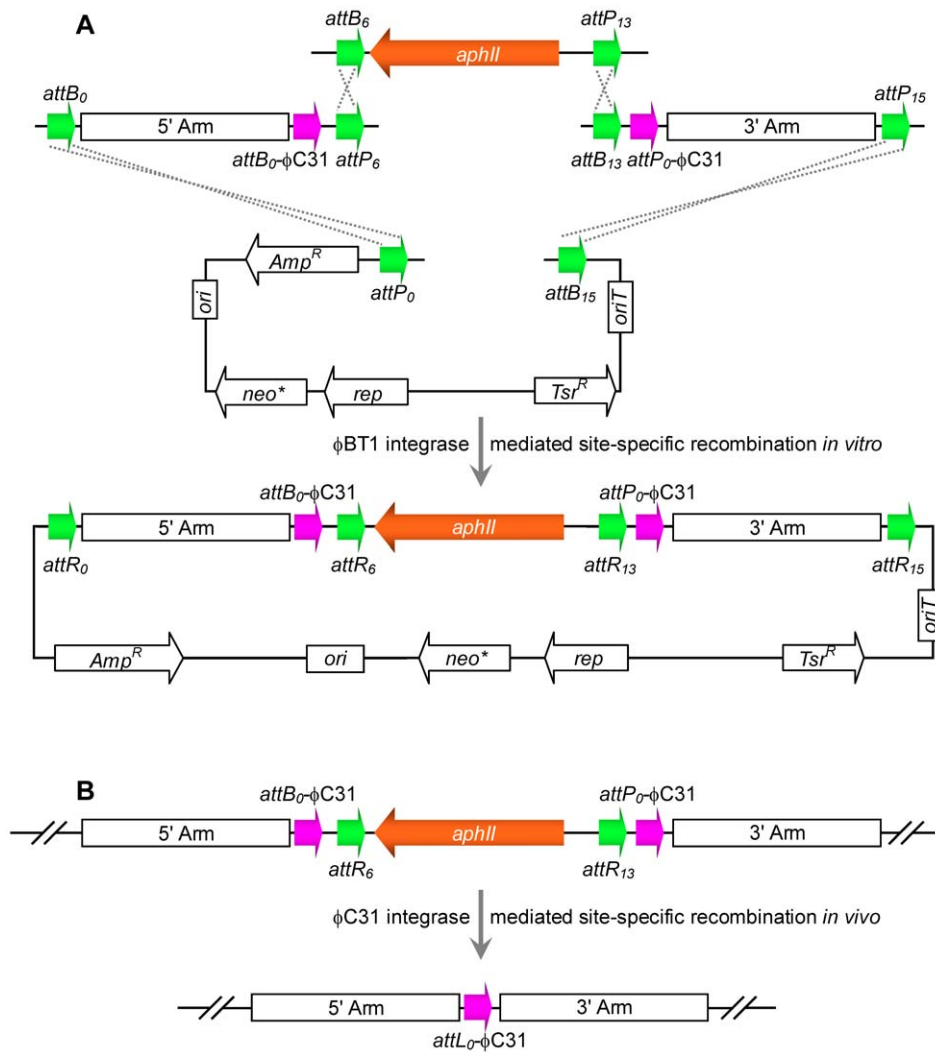 A
attB₆ attP₁₃
aphII
attB₀ attP₁₅
5' Arm 3' Arm
attB₀-ϕC31 attP₆ attB₁₃ attP₀-ϕC31
Ampᴿ
attP₀ attB₁₅
ori oriT
neo* rep Tsrᴿ
ϕBT1 integrase mediated site-specific recombination in vitro
attB₀-ϕC31 attP₀-ϕC31
5' Arm aphII 3' Arm
attR₀ attR₆ attR₁₃ attR₁₅
oriT
Ampᴿ ori neo* rep Tsrᴿ
B
attB₀-ϕC31 attP₀-ϕC31
5' Arm aphII 3' Arm
attR₆ attR₁₃
ϕC31 integrase mediated site-specific recombination in vivo
5' Arm 3' Arm
attL₀-ϕC31